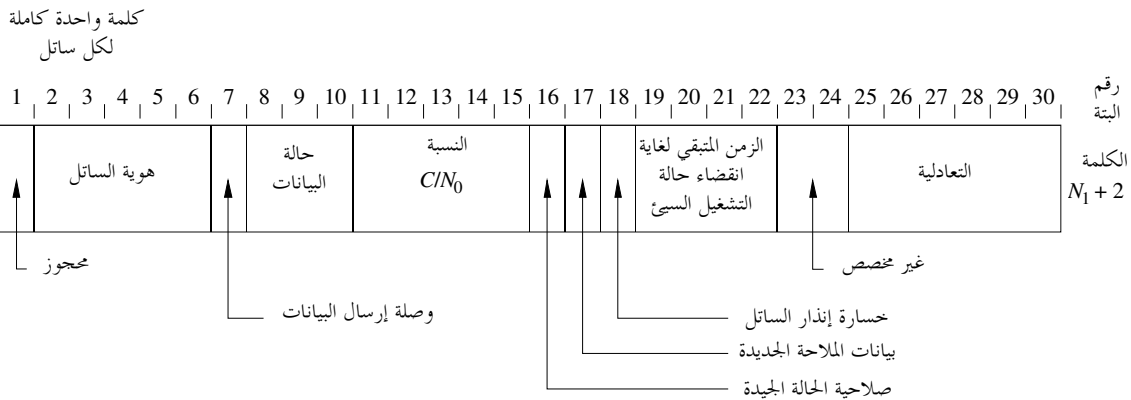 كلمة واحدة كاملة
لكل ساتل
1 2 3 4 5 6 7 8 9 10 11 12 13 14 15 16 17 18 19 20 21 22 23 24 25 26 27 28 29 30
رقم
البتة
هوية الساتل
حالة
البيانات
النسبة
C/N0
الزمن المتبقي لغاية
انقضاء حالة
التشغيل السيئ
التعادلية
الكلمة
N1 + 2
محجوز
غير مخصص
وصلة إرسال البيانات
خسارة إنذار الساتل
بيانات الملاحة الجديدة
صلاحية الحالة الجيدة